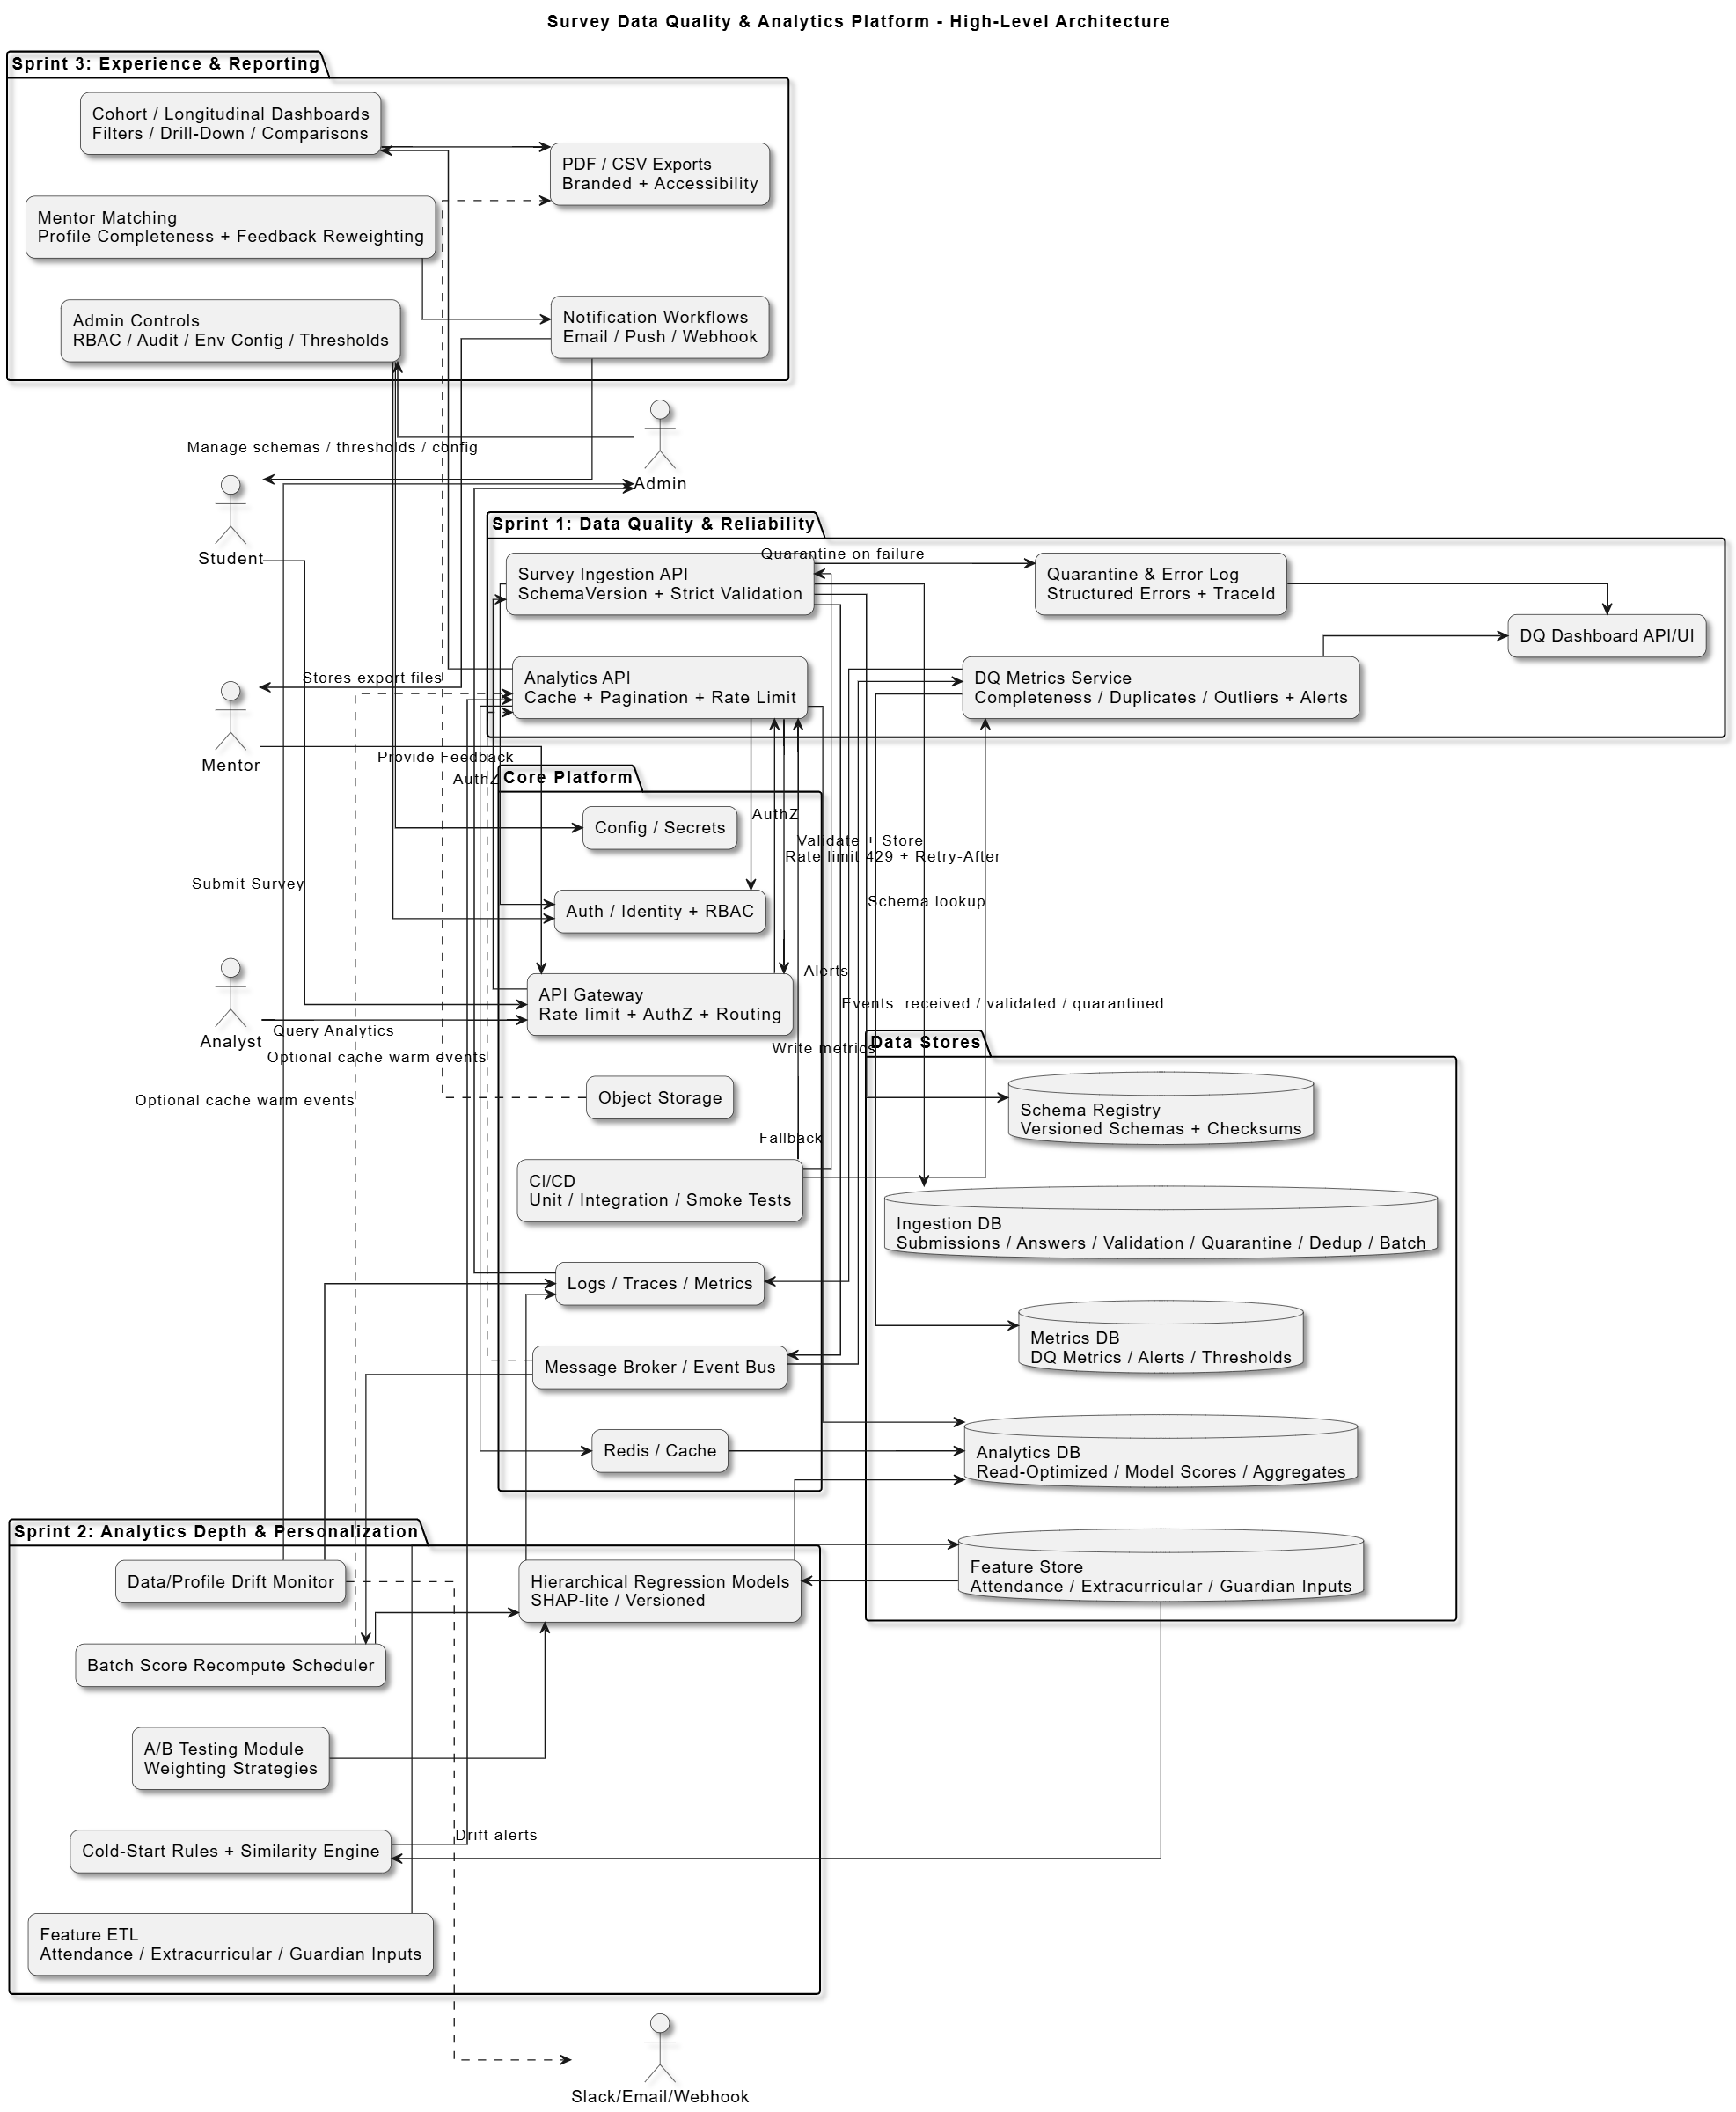 Survey Data Quality & Analytics Platform - High-Level Architecture
Sprint 3: Experience & Reporting
Cohort / Longitudinal Dashboards
Filters / Drill-Down / Comparisons
PDF / CSV Exports
Branded + Accessibility
Mentor Matching
Profile Completeness + Feedback Reweighting
Admin Controls
RBAC / Audit / Env Config / Thresholds
Notification Workflows
Email / Push / Webhook
Manage schemas / thresholds / config
Admin
Student
Sprint 1: Data Quality & Reliability
Quarantine on failure
Survey Ingestion API
SchemaVersion + Strict Validation
Quarantine & Error Log
Structured Errors + TraceId
DQ Dashboard API/UI
Stores export files
Analytics API
Cache + Pagination + Rate Limit
DQ Metrics Service
Completeness / Duplicates / Outliers + Alerts
Mentor
Provide Feedback
AuthZ
Core Platform
Config / Secrets
AuthZ
Validate + Store
Rate limit 429 + Retry-After
Submit Survey
Auth / Identity + RBAC
Schema lookup
Alerts
API Gateway
Rate limit + AuthZ + Routing
Events: received / validated / quarantined
Analyst
Query Analytics
Optional cache warm events
Write metrics
Data Stores
Optional cache warm events
Object Storage
Schema Registry
Versioned Schemas + Checksums
Fallback
CI/CD
Unit / Integration / Smoke Tests
Ingestion DB
Submissions / Answers / Validation / Quarantine / Dedup / Batch
Logs / Traces / Metrics
Metrics DB
DQ Metrics / Alerts / Thresholds
Message Broker / Event Bus
Redis / Cache
Analytics DB
Read-Optimized / Model Scores / Aggregates
Sprint 2: Analytics Depth & Personalization
Data/Profile Drift Monitor
Hierarchical Regression Models
SHAP-lite / Versioned
Feature Store
Attendance / Extracurricular / Guardian Inputs
Batch Score Recompute Scheduler
A/B Testing Module
Weighting Strategies
Drift alerts
Cold-Start Rules + Similarity Engine
Feature ETL
Attendance / Extracurricular / Guardian Inputs
Slack/Email/Webhook